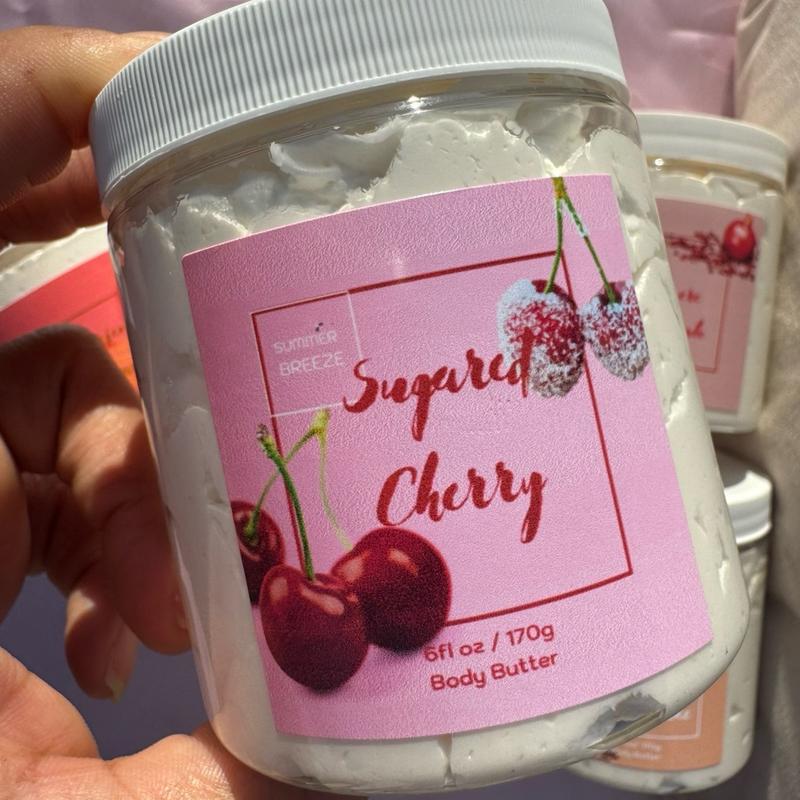 SUMMER
BREEZE
Sugared
Cherry
6fl oz / 170g
Body Butter